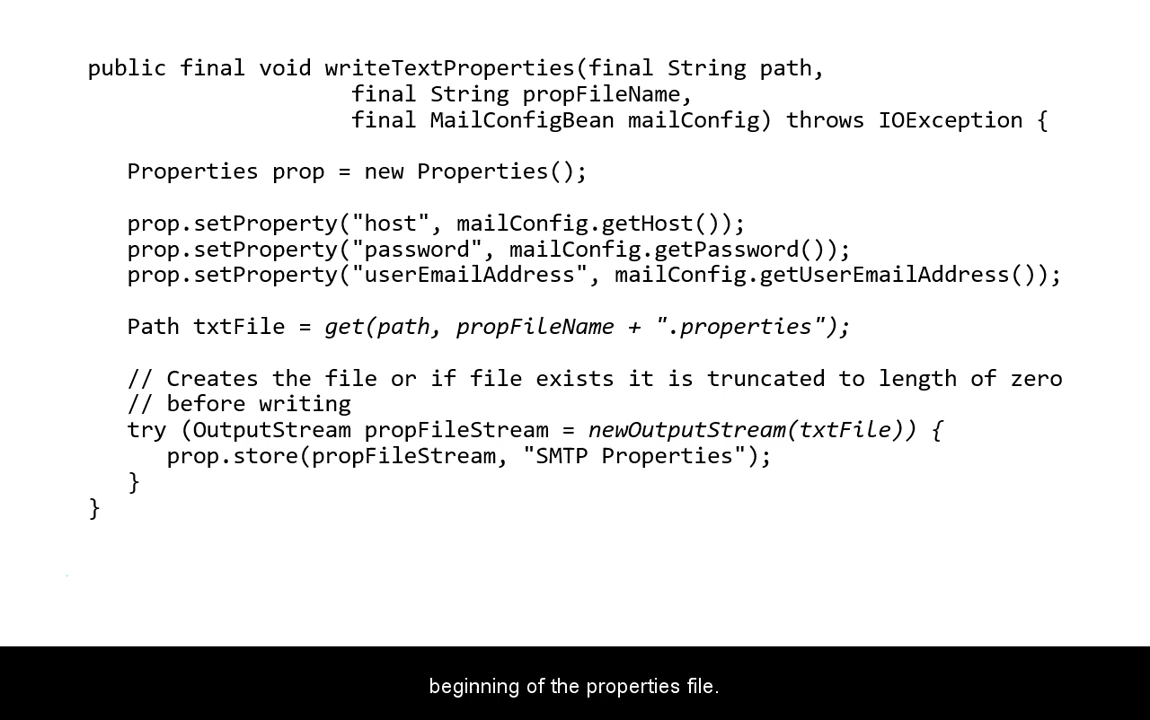 public final void writeTextProperties(final String path,
final String propFileName,
final MailConfigBean mailConfig) throws IOException {
Properties prop = new Properties();
prop.setProperty("host", mailConfig.getHost());
prop.setProperty("password", mailConfig.getPassword());
prop.setProperty("userEmailAddress", mailConfig.getUserEmailAddress());
Path txtFile = get(path, propFileName + ".properties");
// Creates the file or if file exists it is truncated to length of zero
// before writing
try (OutputStream propFileStream = newOutputStream(txtFile)) {
prop.store(propFileStream, "SMTP Properties");
}
}
beginning of the properties file.